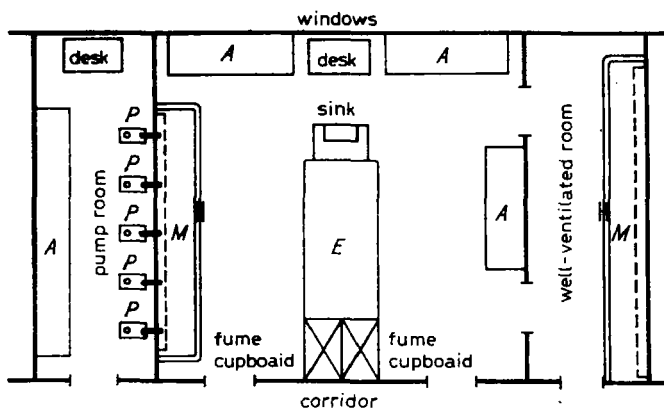 windows
desk
A
desk
A
sink
P
P
P
P
P
pump room
A
M
E
A
well-ventilated room
M
fume
cupboaid
fume
cupboaid
corridor